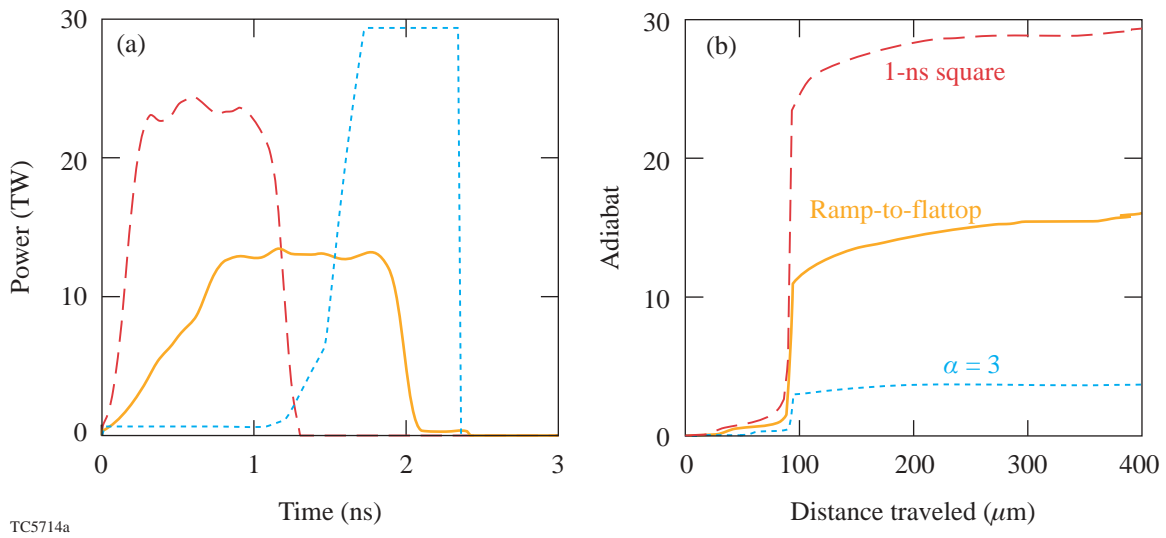 (a)
30
20
10
0
Power (TW)
0
1
2
3
Time (ns)
(b)
30
20
10
0
Adiabat
1-ns square
Ramp-to-flattop
α = 3
0
100
200
300
400
Distance traveled (μm)
TC5714a